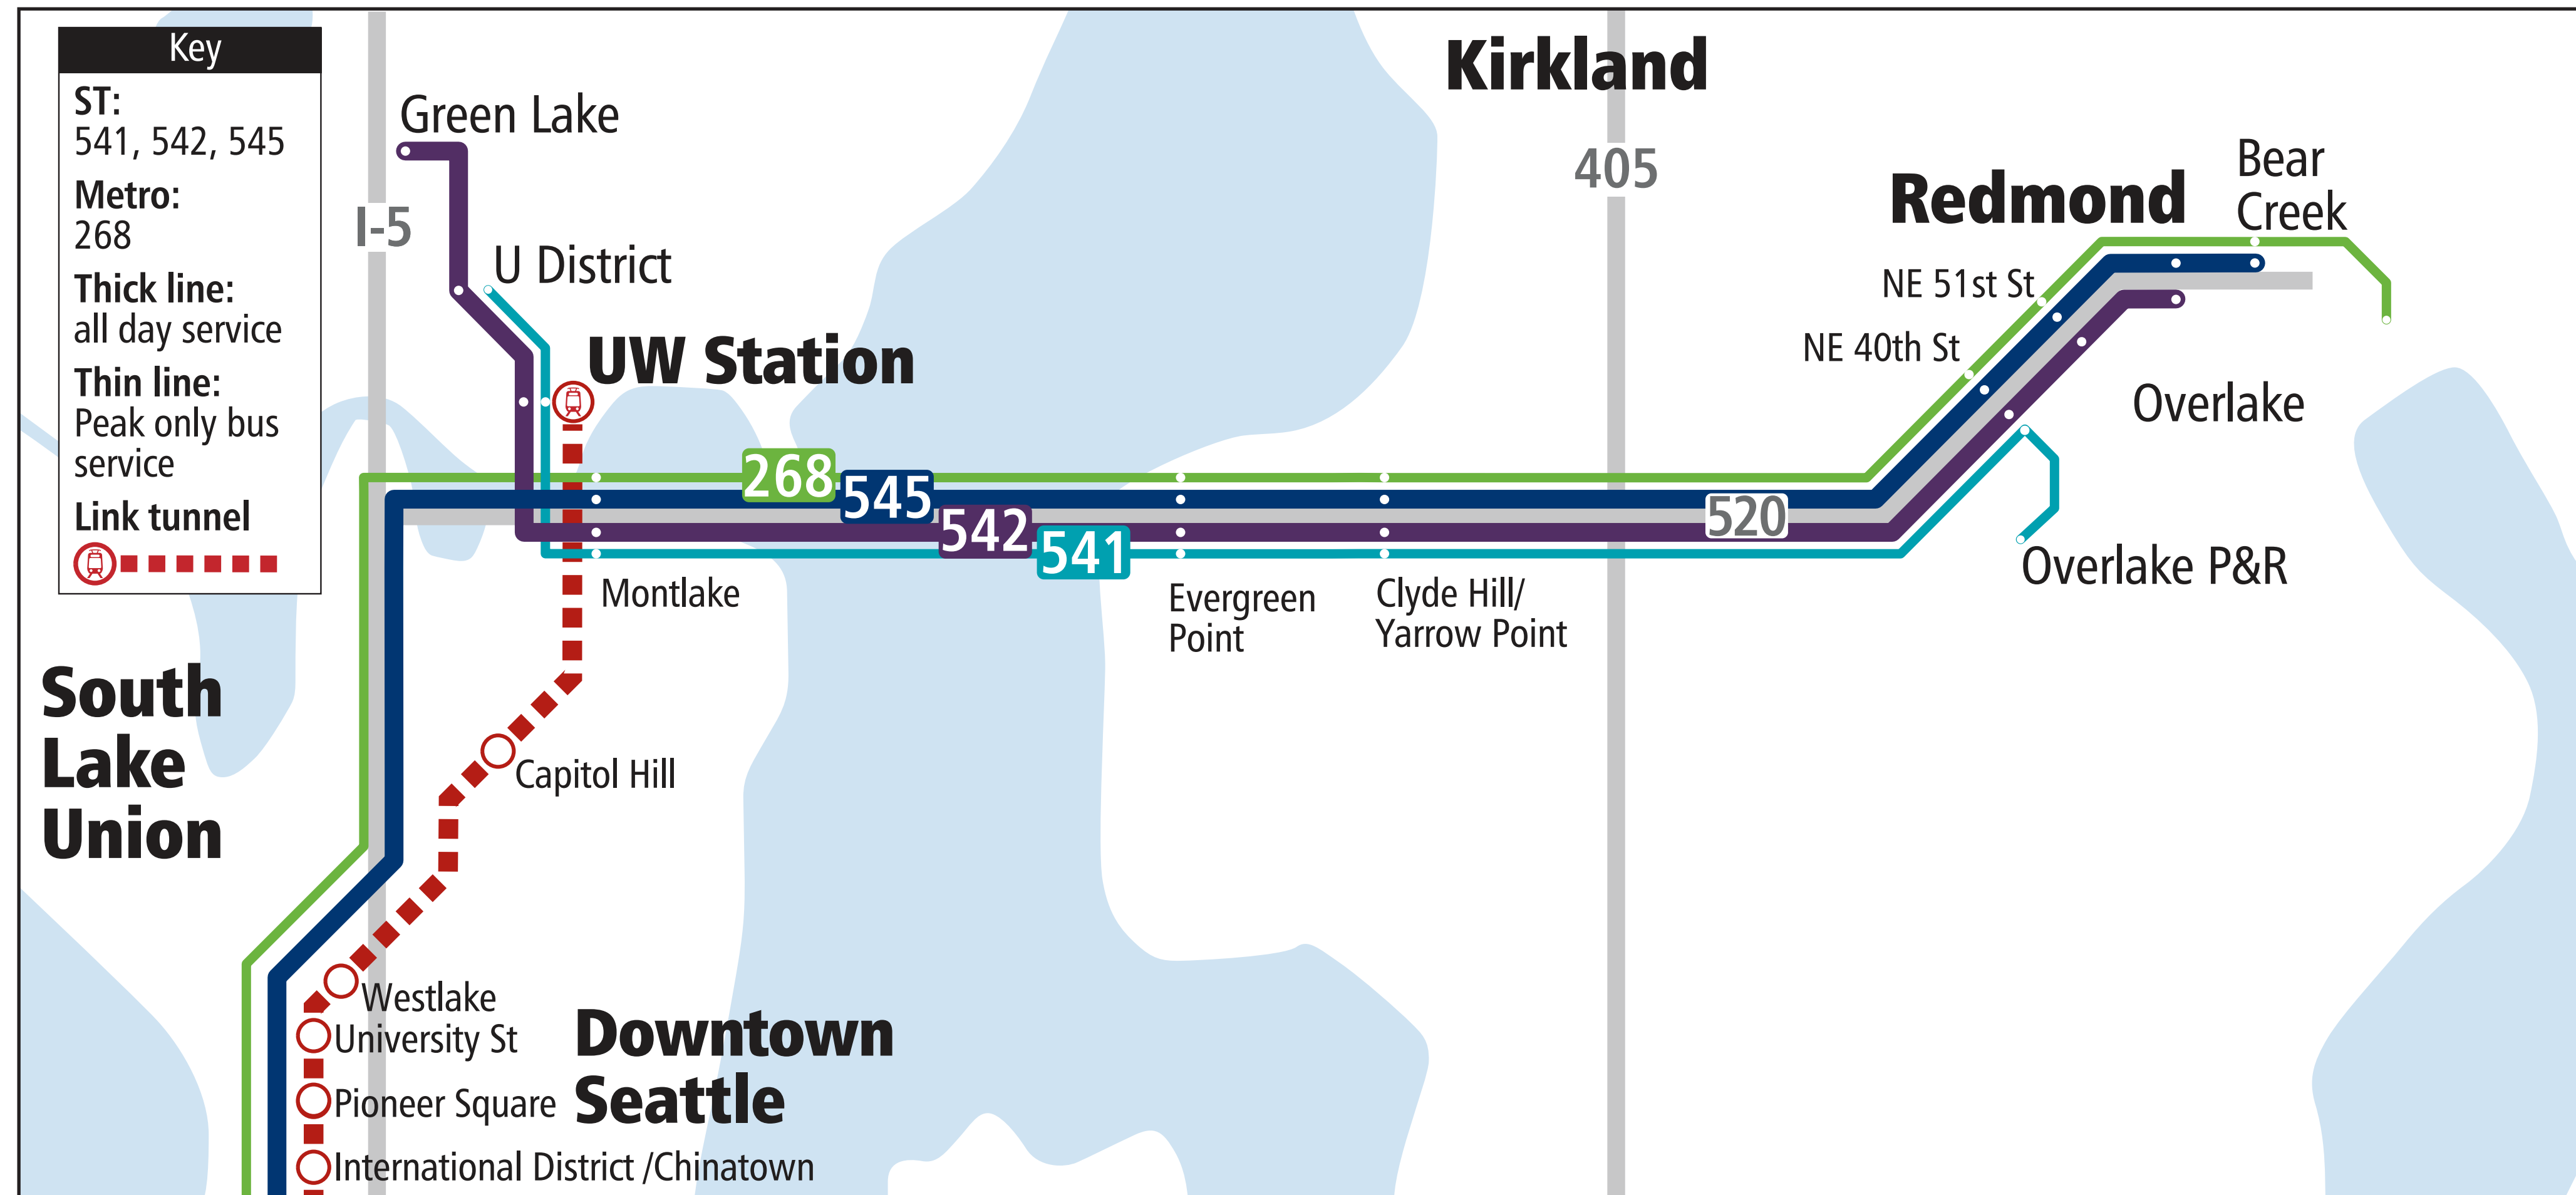 Key
ST:
541, 542, 545
Metro:
268
Thick line:
all day service
Thin line:
Peak only bus
service
Link tunnel
Green Lake
I-5
U District
UW Station
Kirkland
405
Redmond
Bear
Creek
NE 51st St
NE 40th St
Overlake
268
545
542
541
520
Overlake P&R
Montlake
Evergreen
Point
Clyde Hill/
Yarrow Point
South
Lake
Union
Capitol Hill
Westlake
University St
Pioneer Square
International District /Chinatown
Downtown
Seattle